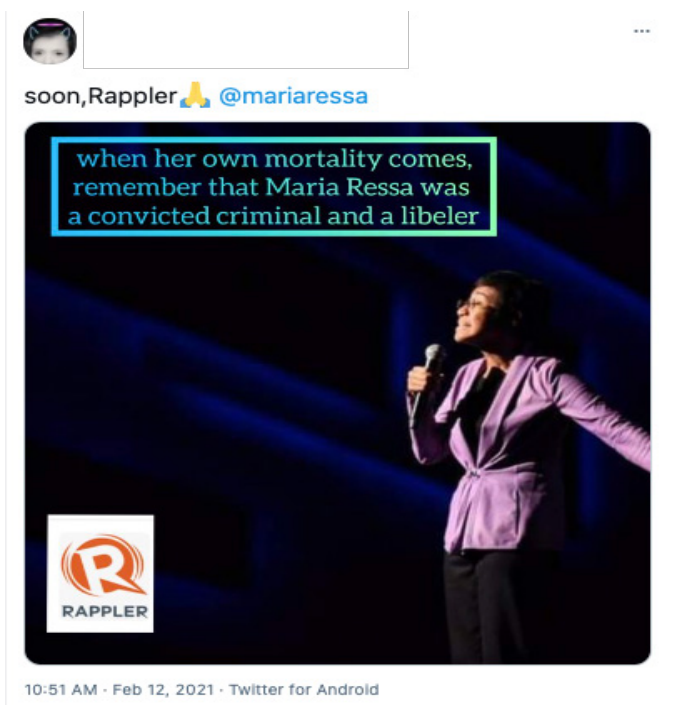 soon,Rappler🙏 @mariaressa
when her own mortality comes,
remember that Maria Ressa was
a convicted criminal and a libeler
RAPPLER
10:51 AM · Feb 12, 2021 · Twitter for Android